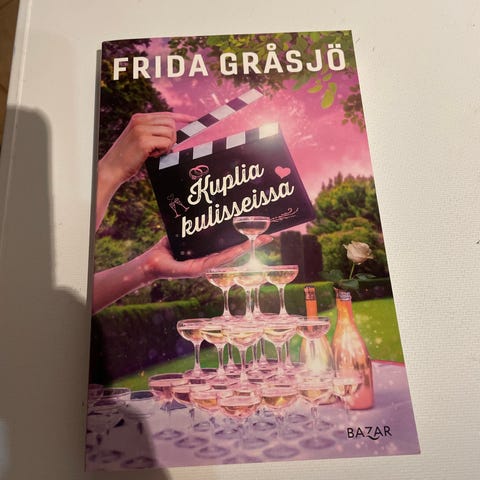 FRIDA GRÅSJÖ
Kuplia
kulisseissa
BAZAR